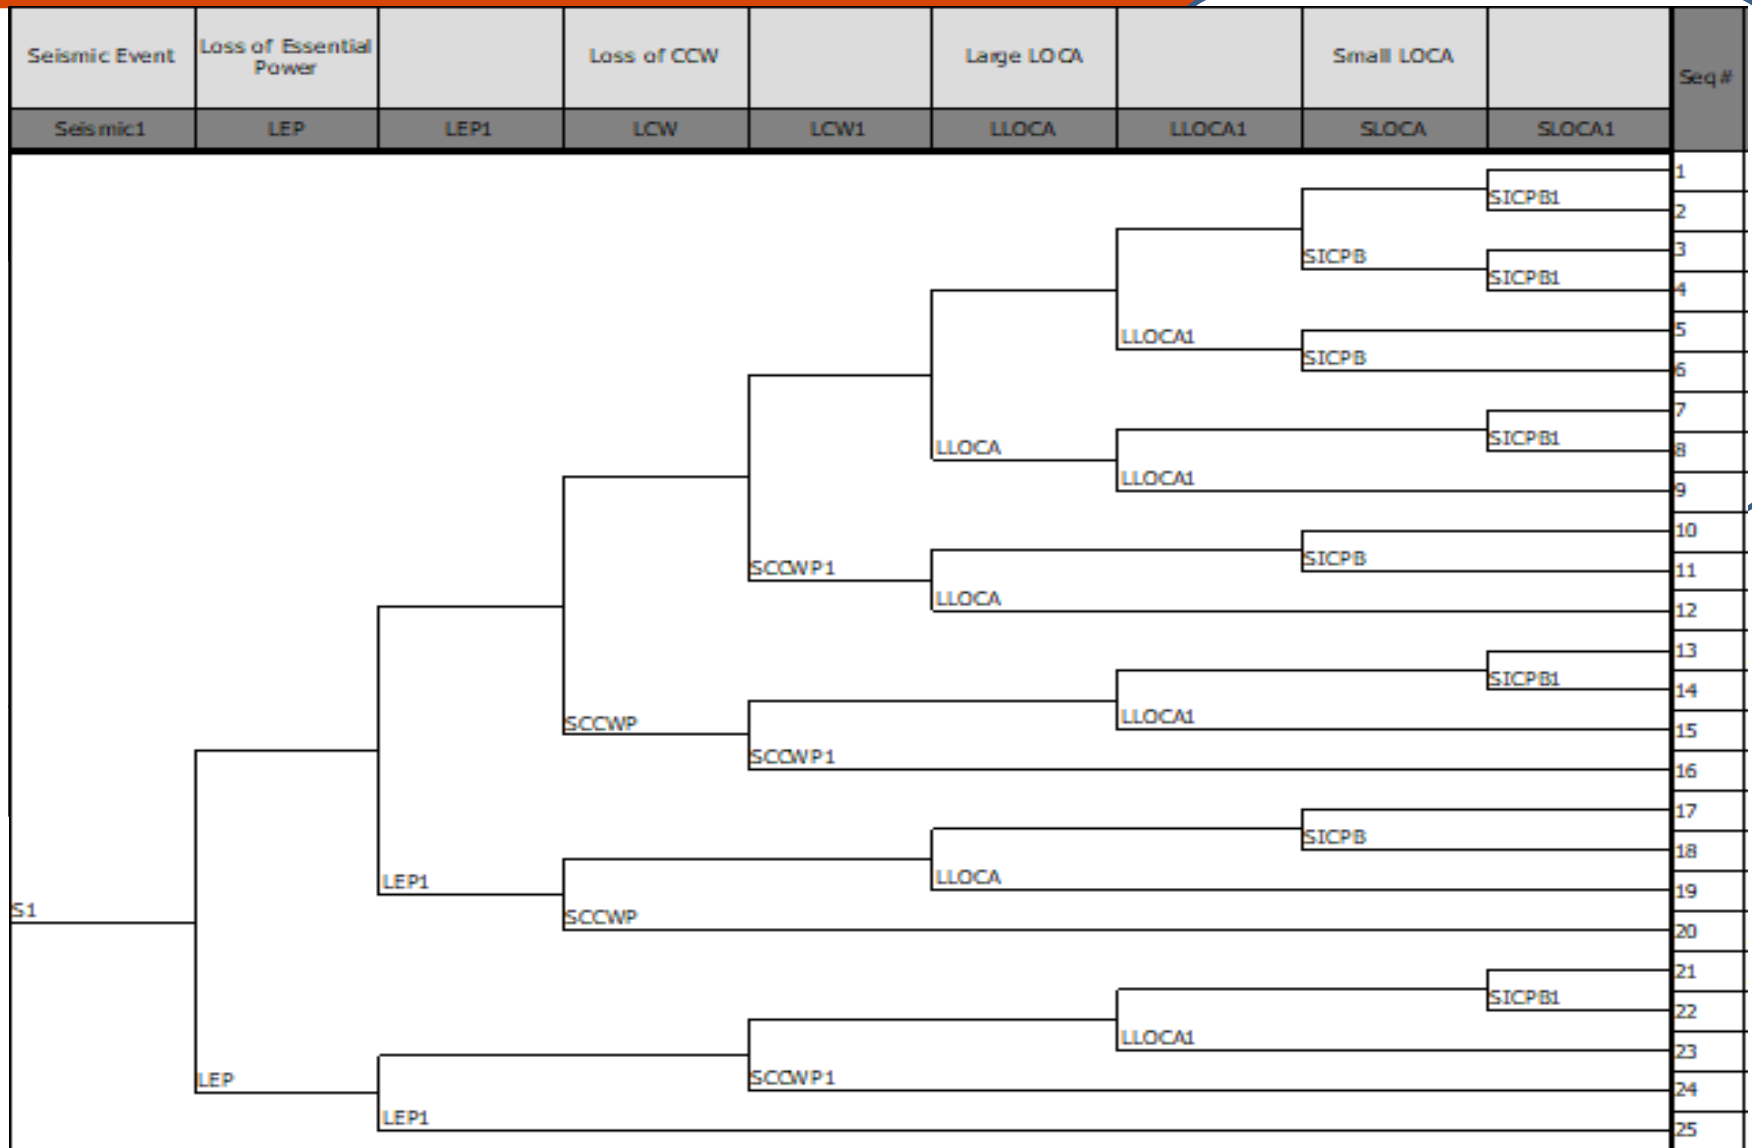 Seismic Event
Loss of Essential
Power
Loss of CCW
Large LOCA
Small LOCA
Seq #
Seismic1
LEP
LEP1
LCW
LCW1
LLOCA
LLOCA1
SLOCA
SLOCA1
1
SICPB1
2
3
SICPB
SICPB1
4
5
LLOCA1
SICPB
6
7
SICPB1
LLOCA
8
LLOCA1
9
10
SICPB
SCCWP1
11
LLOCA
12
13
SICPB1
14
LLOCA1
SCCWP
15
SCCWP1
16
17
SICPB
18
LLOCA
LEP1
19
S1
SCCWP
20
21
SICPB1
22
LLOCA1
23
SCCWP1
LEP
24
LEP1
25